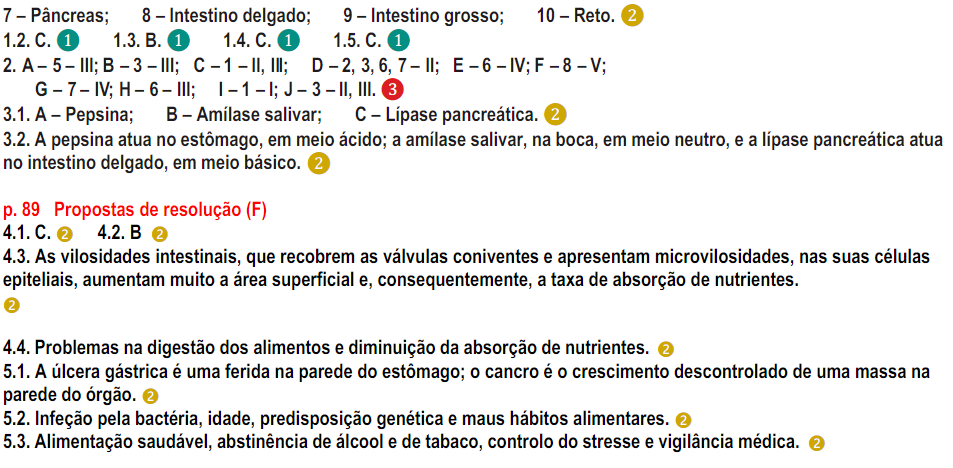 7 – Pâncreas; 8 – Intestino delgado; 9 – Intestino grosso; 10 – Reto. 2
1.2. C. 1 1.3. B. 1 1.4. C. 1 1.5. C. 1
2. A – 5 – III; B – 3 – III; C – 1 – II, III; D – 2, 3, 6, 7 – II; E – 6 – IV; F – 8 – V;
G – 7 – IV; H – 6 – III; I – 1 – I; J – 3 – II, III. 3
3.1. A – Pepsina; B – Amílase salivar; C – Lípase pancreática. 2
3.2. A pepsina atua no estômago, em meio ácido; a amílase salivar, na boca, em meio neutro, e a lípase pancreática atua
no intestino delgado, em meio básico. 2
p. 89 Propostas de resolução (F)
4.1. C. 2 4.2. B 2
4.3. As vilosidades intestinais, que recobrem as válvulas coniventes e apresentam microvilosidades, nas suas células
epiteliais, aumentam muito a área superficial e, consequentemente, a taxa de absorção de nutrientes.
2
4.4. Problemas na digestão dos alimentos e diminuição da absorção de nutrientes. 2
5.1. A úlcera gástrica é uma ferida na parede do estômago; o cancro é o crescimento descontrolado de uma massa na
parede do órgão. 2
5.2. Infeção pela bactéria, idade, predisposição genética e maus hábitos alimentares. 2
5.3. Alimentação saudável, abstinência de álcool e de tabaco, controlo do stresse e vigilância médica. 2